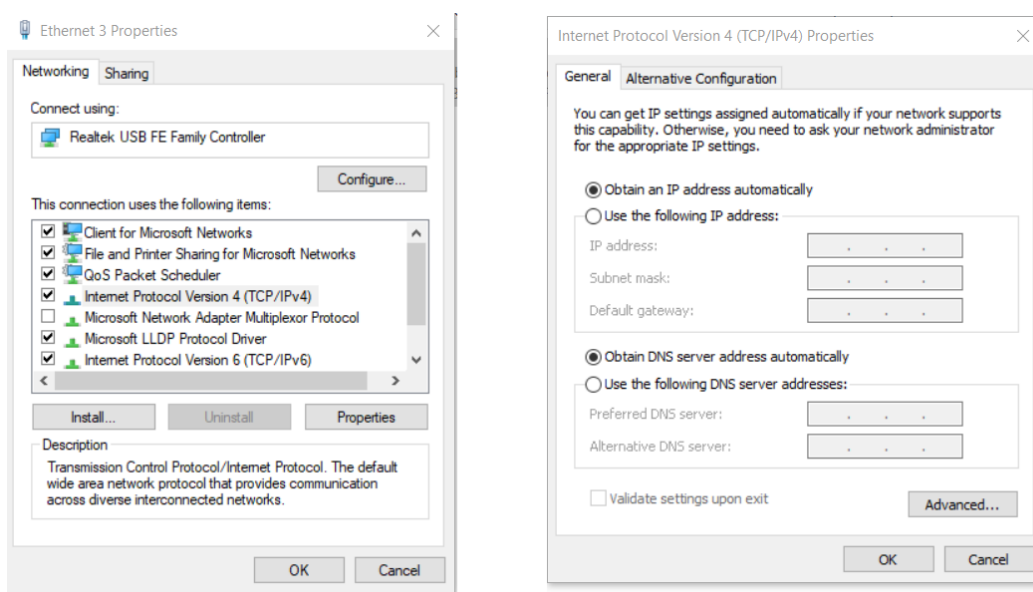 Ethernet 3 Properties
Networking
Sharing
Connect using:
Realtek USB FE Family Controller
Configure...
This connection uses the following items:
Client for Microsoft Networks
File and Printer Sharing for Microsoft Networks
QoS Packet Scheduler
Internet Protocol Version 4 (TCP/IPv4)
Microsoft Network Adapter Multiplexor Protocol
Microsoft LLDP Protocol Driver
Internet Protocol Version 6 (TCP/IPv6)
Install...
Uninstall
Properties
Description
Transmission Control Protocol/Internet Protocol. The default
wide area network protocol that provides communication
across diverse interconnected networks.
OK
Cancel
Internet Protocol Version 4 (TCP/IPv4) Properties
General
Alternative Configuration
You can get IP settings assigned automatically if your network supports
this capability. Otherwise, you need to ask your network administrator
for the appropriate IP settings.
Obtain an IP address automatically
Use the following IP address:
IP address:
Subnet mask:
Default gateway:
Obtain DNS server address automatically
Use the following DNS server addresses:
Preferred DNS server:
Alternative DNS server:
Validate settings upon exit
Advanced...
OK
Cancel